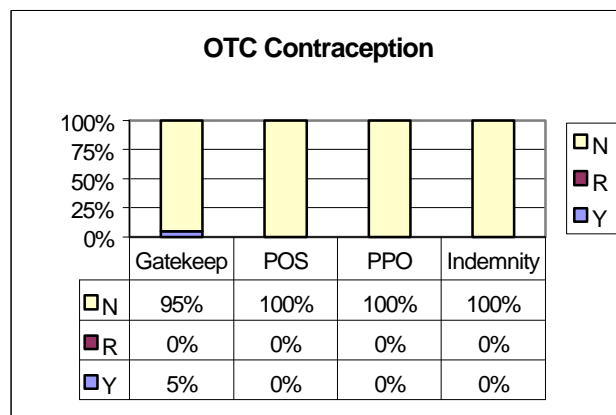 OTC Contraception
100%
75%
50%
25%
0%
N
R
Y
Gatekeep POS PPO Indemnity
N 95% 100% 100% 100%
R 0% 0% 0% 0%
Y 5% 0% 0% 0%